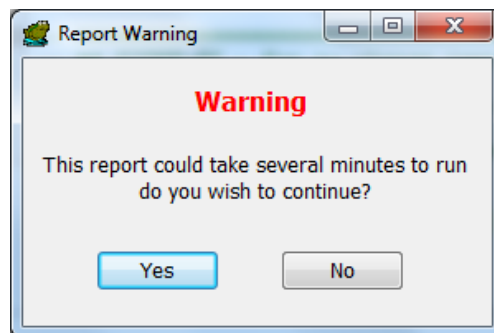 Report Warning
Warning
This report could take several minutes to run
do you wish to continue?
Yes
No